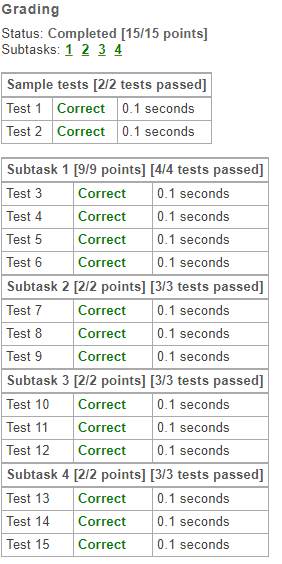 Grading
Status: Completed [15/15 points]
Subtasks: 1 2 3 4
Sample tests [2/2 tests passed]
Test 1 Correct 0.1 seconds
Test 2 Correct 0.1 seconds
Subtask 1 [9/9 points] [4/4 tests passed]
Test 3 Correct 0.1 seconds
Test 4 Correct 0.1 seconds
Test 5 Correct 0.1 seconds
Test 6 Correct 0.1 seconds
Subtask 2 [2/2 points] [3/3 tests passed]
Test 7 Correct 0.1 seconds
Test 8 Correct 0.1 seconds
Test 9 Correct 0.1 seconds
Subtask 3 [2/2 points] [3/3 tests passed]
Test 10 Correct 0.1 seconds
Test 11 Correct 0.1 seconds
Test 12 Correct 0.1 seconds
Subtask 4 [2/2 points] [3/3 tests passed]
Test 13 Correct 0.1 seconds
Test 14 Correct 0.1 seconds
Test 15 Correct 0.1 seconds